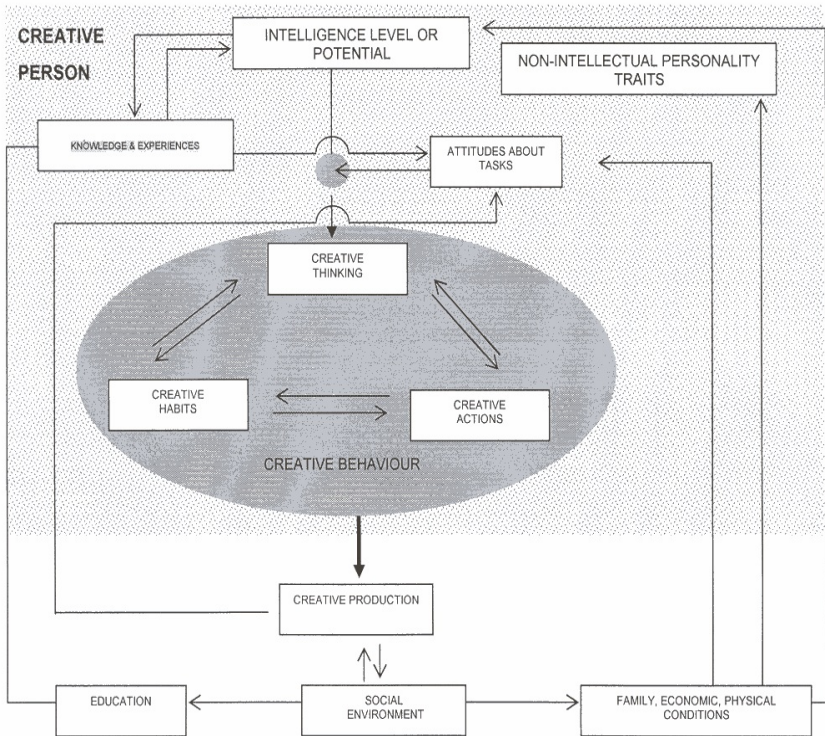 CREATIVE
PERSON
INTELLIGENCE LEVEL OR
POTENTIAL
NON-INTELLECTUAL PERSONALITY
TRAITS
KNOWLEDGE & EXPERIENCES
ATTITUDES ABOUT
TASKS
CREATIVE
THINKING
CREATIVE
HABITS
CREATIVE
ACTIONS
CREATIVE BEHAVIOUR
CREATIVE PRODUCTION
EDUCATION
SOCIAL
ENVIRONMENT
FAMILY, ECONOMIC, PHYSICAL
CONDITIONS